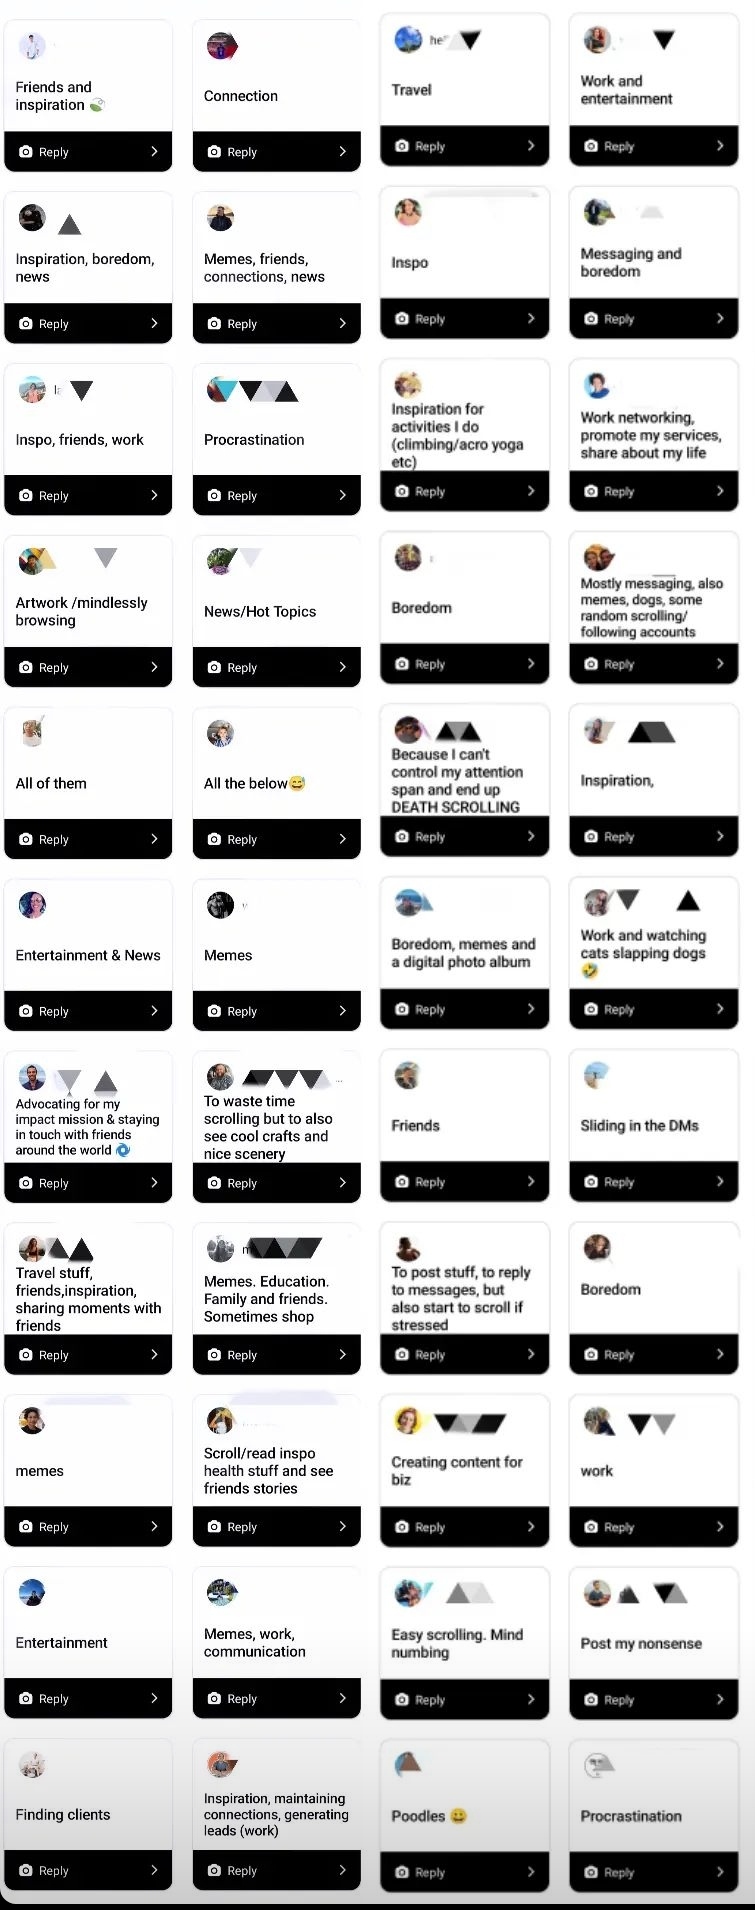 Friends and
inspiration 🍃
Reply
Connection
Reply
Travel
Reply
Work and
entertainment
Reply
Inspiration, boredom,
news
Reply
Memes, friends,
connections, news
Reply
Inspo
Reply
Messaging and
boredom
Reply
Inspo, friends, work
Reply
Procrastination
Reply
Inspiration for
activities I do
(climbing/acro yoga
etc)
Reply
Work networking,
promote my services,
share about my life
Reply
Artwork /mindlessly
browsing
Reply
News/Hot Topics
Reply
Boredom
Reply
Mostly messaging, also
memes, dogs, some
random scrolling/
following accounts
Reply
All of them
Reply
All the below😅
Reply
Because I can't
control my attention
span and end up
DEATH SCROLLING
Reply
Inspiration,
Reply
Entertainment & News
Reply
Memes
Reply
Boredom, memes and
a digital photo album
Reply
Work and watching
cats slapping dogs
🤣
Reply
Advocating for my
impact mission & staying
in touch with friends
around the world 🌀
Reply
To waste time
scrolling but to also
see cool crafts and
nice scenery
Reply
Friends
Reply
Sliding in the DMs
Reply
Travel stuff,
friends,inspiration,
sharing moments with
friends
Reply
Memes. Education.
Family and friends.
Sometimes shop
Reply
To post stuff, to reply
to messages, but
also start to scroll if
stressed
Reply
Boredom
Reply
memes
Reply
Scroll/read inspo
health stuff and see
friends stories
Reply
Creating content for
biz
Reply
work
Reply
Entertainment
Reply
Memes, work,
communication
Reply
Easy scrolling. Mind
numbing
Reply
Post my nonsense
Reply
Finding clients
Reply
Inspiration, maintaining
connections, generating
leads (work)
Reply
Poodles 😀
Reply
Procrastination
Reply